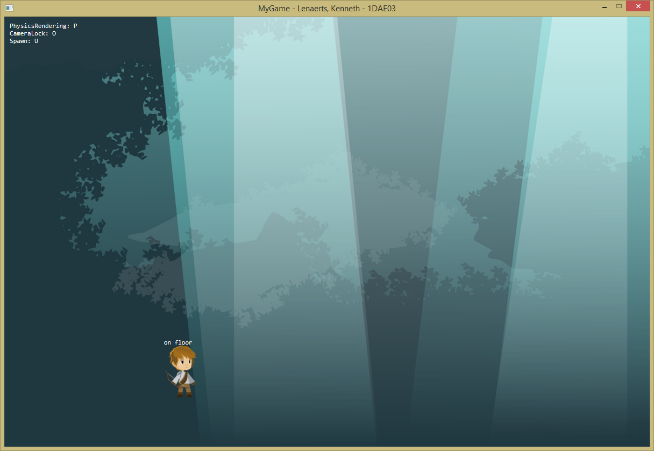 MyGame - Lenaerts, Kenneth - 1DAE03
PhysicsRendering: P
CameraLock: O
Spawn: U
on floor